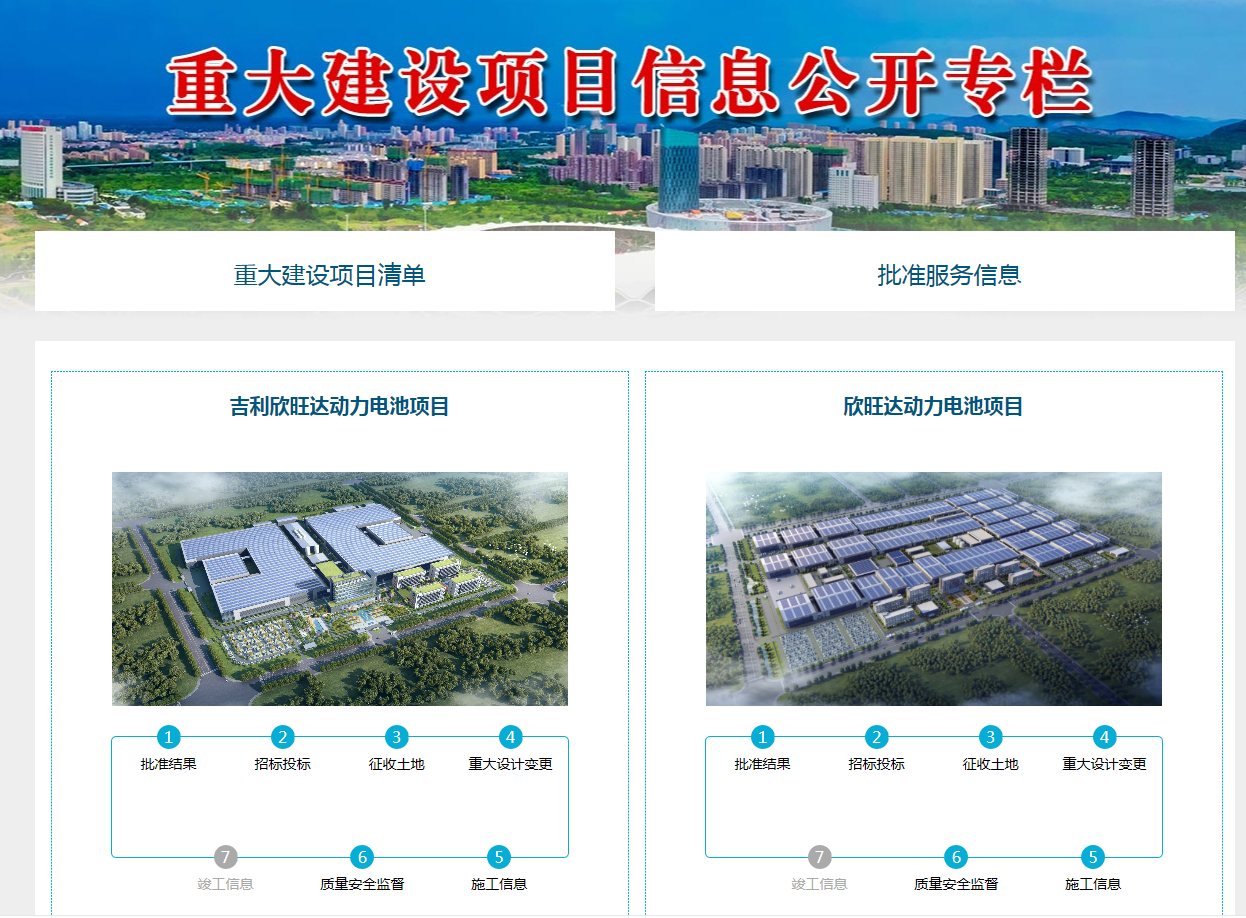 重大建设项目信息公开专栏
重大建设项目清单
批准服务信息
吉利欣旺达动力电池项目
1
2
3
4
批准结果
招标投标
征收土地
重大设计变更
7
6
5
竣工信息
质量安全监督
施工信息
欣旺达动力电池项目
1
2
3
4
批准结果
招标投标
征收土地
重大设计变更
7
6
5
竣工信息
质量安全监督
施工信息